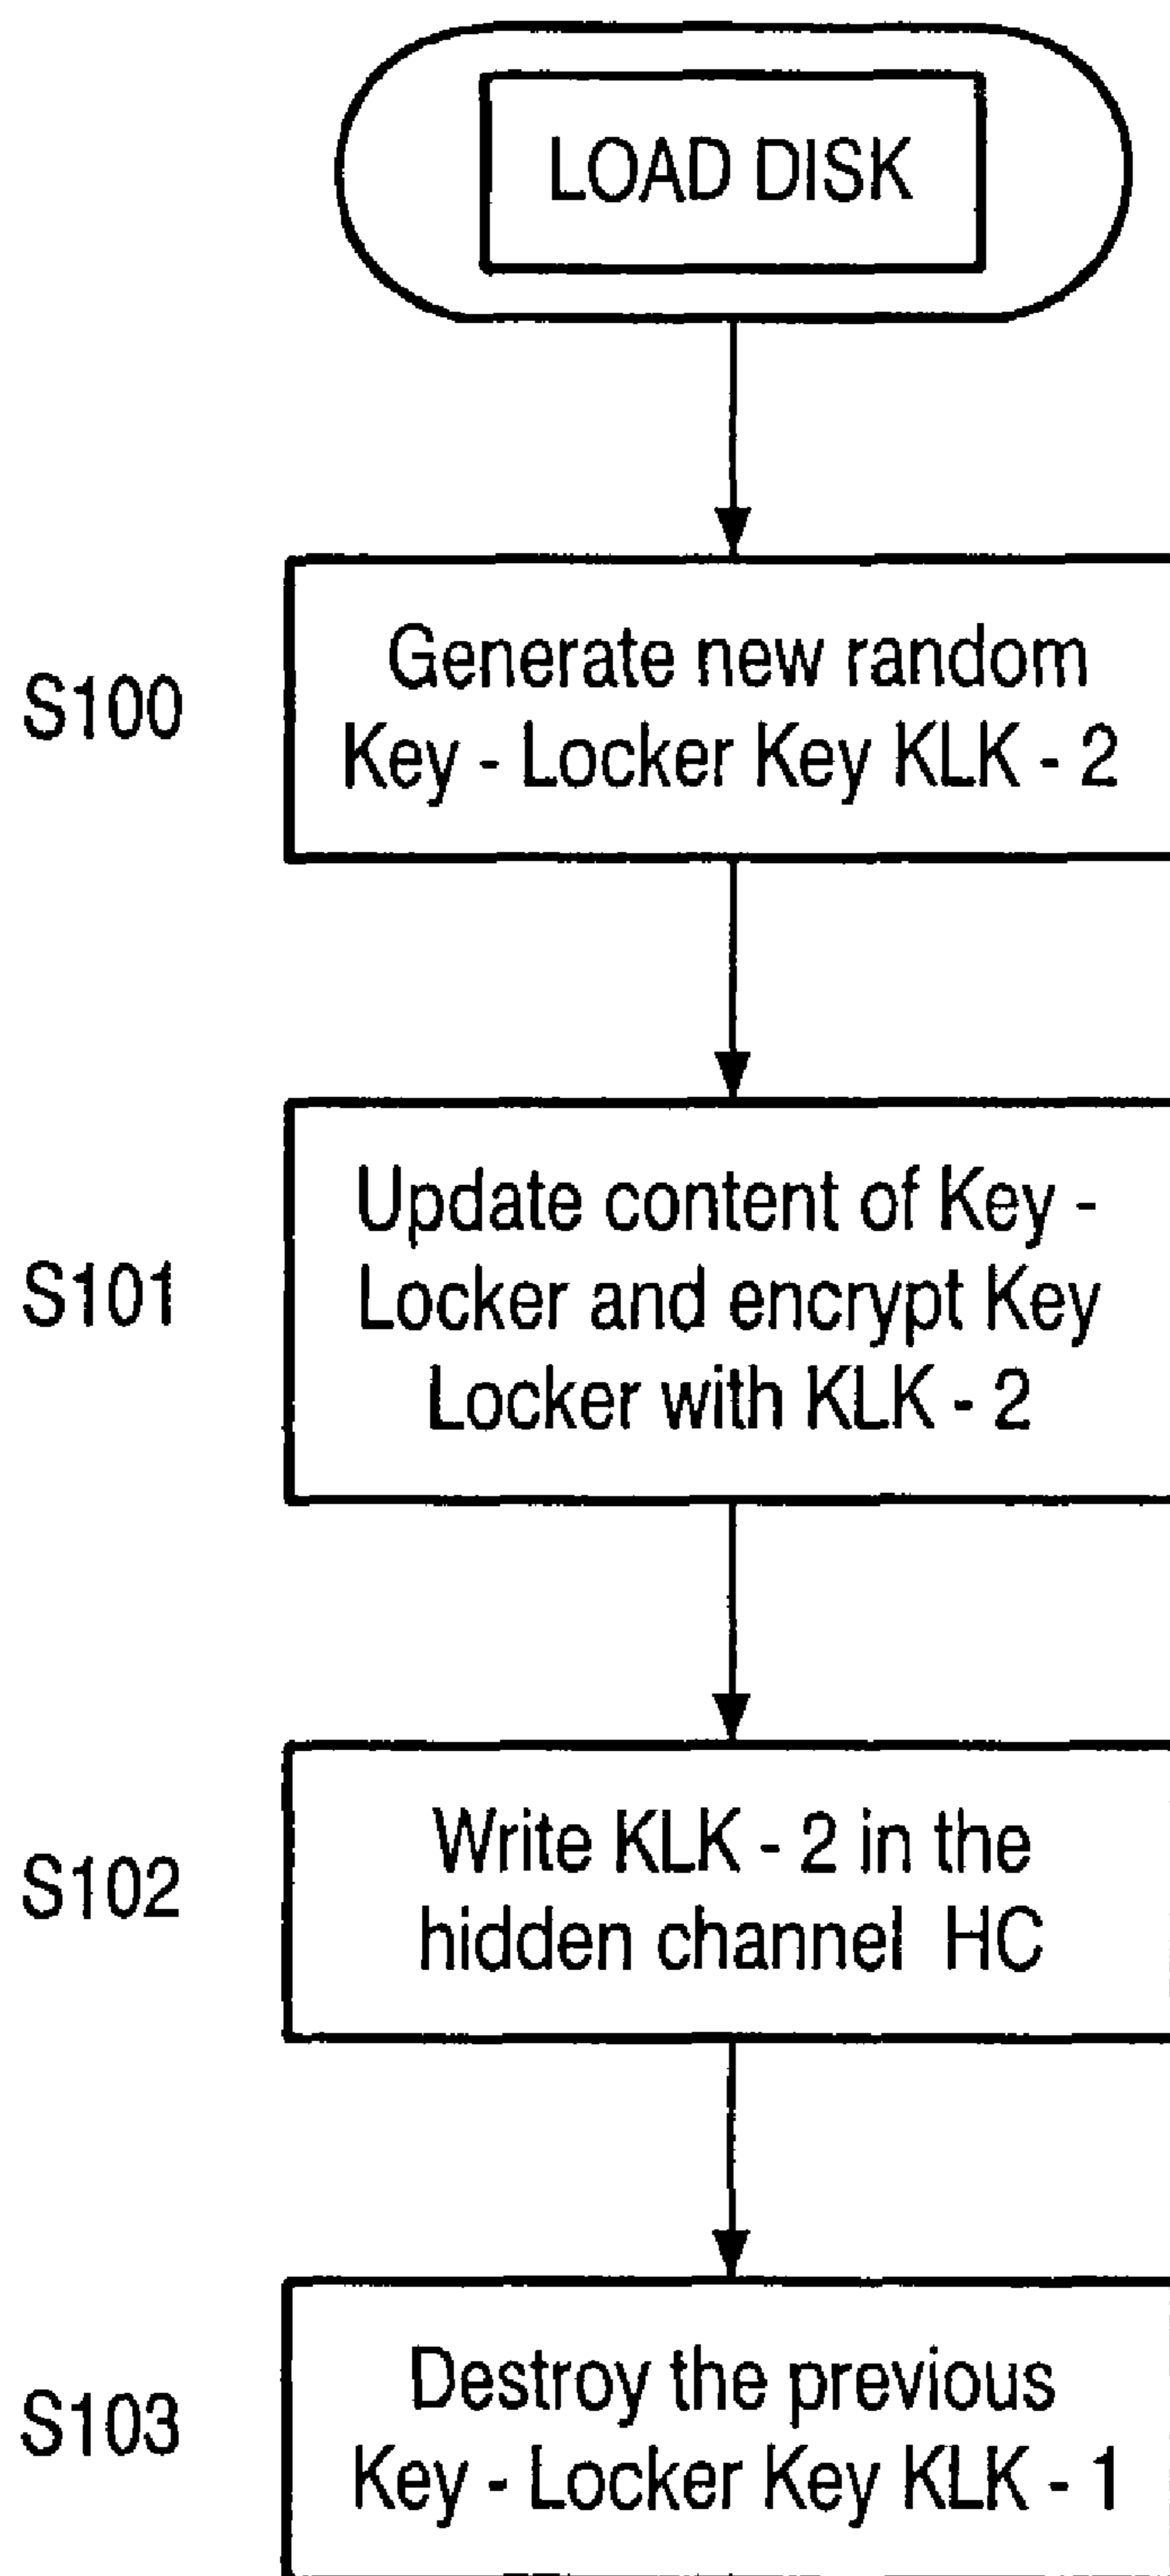 LOAD DISK
S100
Generate new random
Key - Locker Key KLK - 2
S101
Update content of Key -
Locker and encrypt Key
Locker with KLK - 2
S102
Write KLK - 2 in the
hidden channel HC
S103
Destroy the previous
Key - Locker Key KLK - 1